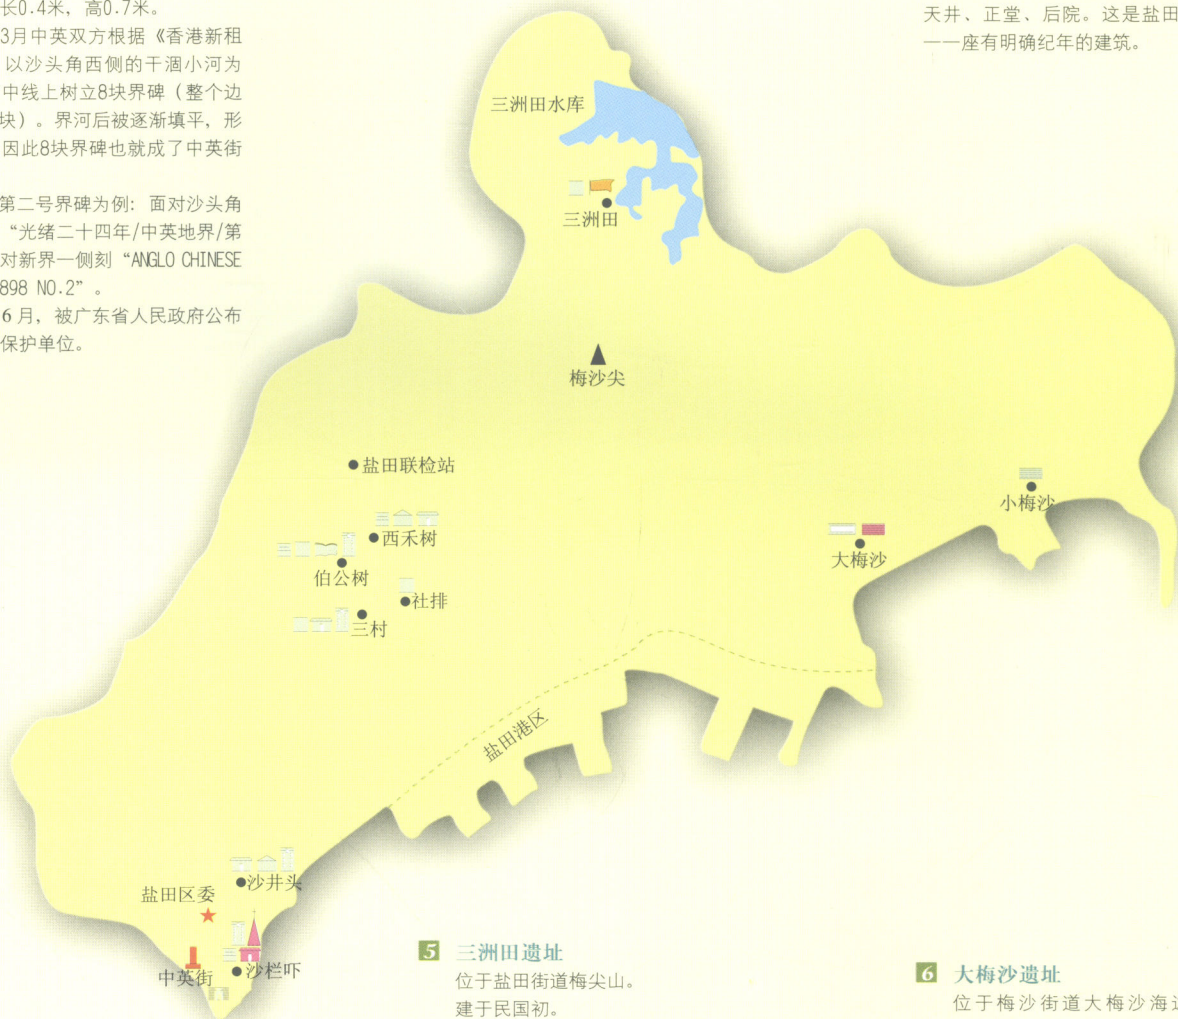 长0.4米，高0.7米。
3月中英双方根据《香港新租
以沙头角西侧的干涸小河为
中线上树立8块界碑（整个边
块）。界河后被逐渐填平，形
因此8块界碑也就成了中英街
第二号界碑为例：面对沙头角
“光绪二十四年/中英地界/第
对新界一侧刻“ANGLO CHINESE
898 NO.2”。
6月，被广东省人民政府公布
保护单位。
天井、正堂、后院。这是盐田
一一座有明确纪年的建筑。
三洲田水库
三洲田
梅沙尖
盐田联检站
西禾树
伯公树
社排
三村
小梅沙
大梅沙
盐田港区
沙井头
盐田区委
中英街
沙栏吓
5 三洲田遗址
位于盐田街道梅尖山。
建于民国初。
6 大梅沙遗址
位于梅沙街道大梅沙海